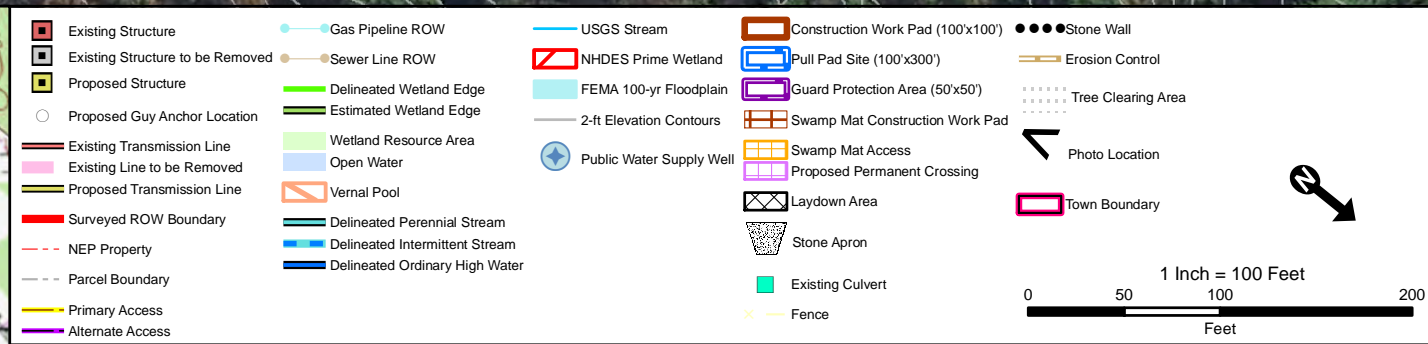 Existing Structure
Existing Structure to be Removed
Proposed Structure
Proposed Guy Anchor Location
Existing Transmission Line
Existing Line to be Removed
Proposed Transmission Line
Surveyed ROW Boundary
NEP Property
Parcel Boundary
Primary Access
Alternate Access
Gas Pipeline ROW
Sewer Line ROW
Delineated Wetland Edge
Estimated Wetland Edge
Wetland Resource Area
Open Water
Vernal Pool
Delineated Perennial Stream
Delineated Intermittent Stream
Delineated Ordinary High Water
USGS Stream
NHDES Prime Wetland
FEMA 100-yr Floodplain
2-ft Elevation Contours
Public Water Supply Well
Construction Work Pad (100'x100')
Pull Pad Site (100'x300')
Guard Protection Area (50'x50')
Swamp Mat Construction Work Pad
Swamp Mat Access
Proposed Permanent Crossing
Laydown Area
Stone Apron
Existing Culvert
Fence
Stone Wall
Erosion Control
Tree Clearing Area
Photo Location
Town Boundary
N
1 Inch = 100 Feet
0 50 100 200
Feet